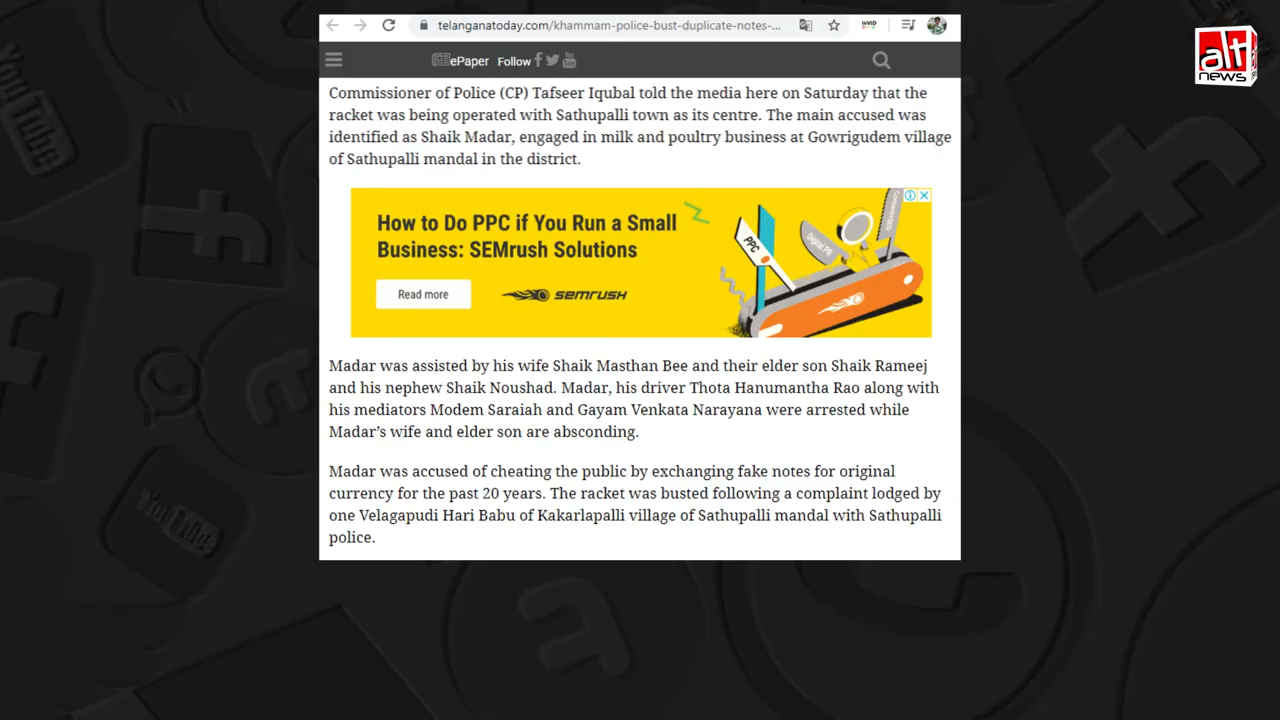 telanganatoday.com/khammam-police-bust-duplicate-notes-...
InVID
ePaper Follow
alt
news
Commissioner of Police (CP) Tafseer Iqubal told the media here on Saturday that the
racket was being operated with Sathupalli town as its centre. The main accused was
identified as Shaik Madar, engaged in milk and poultry business at Gowrigudem village
of Sathupalli mandal in the district.
How to Do PPC if You Run a Small
Business: SEMrush Solutions
Read more
SEMRUSH
PPC
Digital PR
Madar was assisted by his wife Shaik Masthan Bee and their elder son Shaik Rameej
and his nephew Shaik Noushad. Madar, his driver Thota Hanumantha Rao along with
his mediators Modem Saraiah and Gayam Venkata Narayana were arrested while
Madar’s wife and elder son are absconding.
Madar was accused of cheating the public by exchanging fake notes for original
currency for the past 20 years. The racket was busted following a complaint lodged by
one Velagapudi Hari Babu of Kakarlapalli village of Sathupalli mandal with Sathupalli
police.
You Tube
YouTube